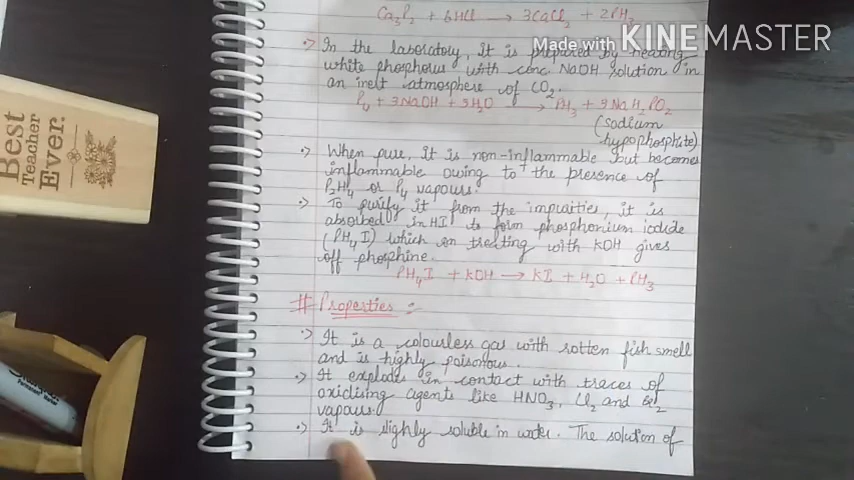 Ca3P2 + 6HCl → 3CaCl2 + 2PH3
Made with KINEMASTER
In the laboratory, it is prepared by heating
white phosphorus with conc. NaOH solution in
an inert atmosphere of CO2.
P4 + 3NaOH + 3H2O → PH3 + 3NaH2PO2
(sodium
hypophosphite)
When pure, it is non-inflammable but becomes
inflammable owing to the presence of
P2H4 or P4 vapours.
To purify it from the impurities, it is
absorbed in HI to form phosphonium iodide
(PH4I) which on treating with KOH gives
off phosphine.
PH4I + KOH → KI + H2O + PH3
# Properties :-
It is a colourless gas with rotten fish smell
and is highly poisonous.
It explodes in contact with traces of
oxidising agents like HNO3, Cl2 and Br2
vapours.
It is slighly soluble in water. The solution of
Best
Teacher
Ever.